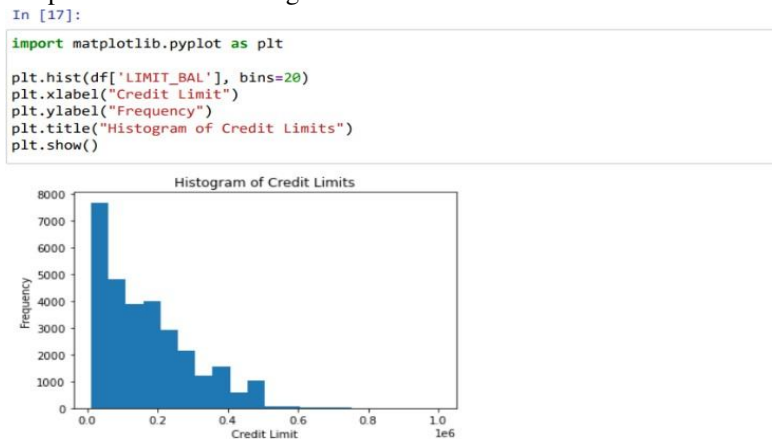 In [17]:
import matplotlib.pyplot as plt
plt.hist(df['LIMIT_BAL'], bins=20)
plt.xlabel("Credit Limit")
plt.ylabel("Frequency")
plt.title("Histogram of Credit Limits")
plt.show()
Histogram of Credit Limits
8000
7000
6000
5000
4000
3000
2000
1000
0
Frequency
0.0 0.2 0.4 0.6 0.8 1.0
1e6
Credit Limit